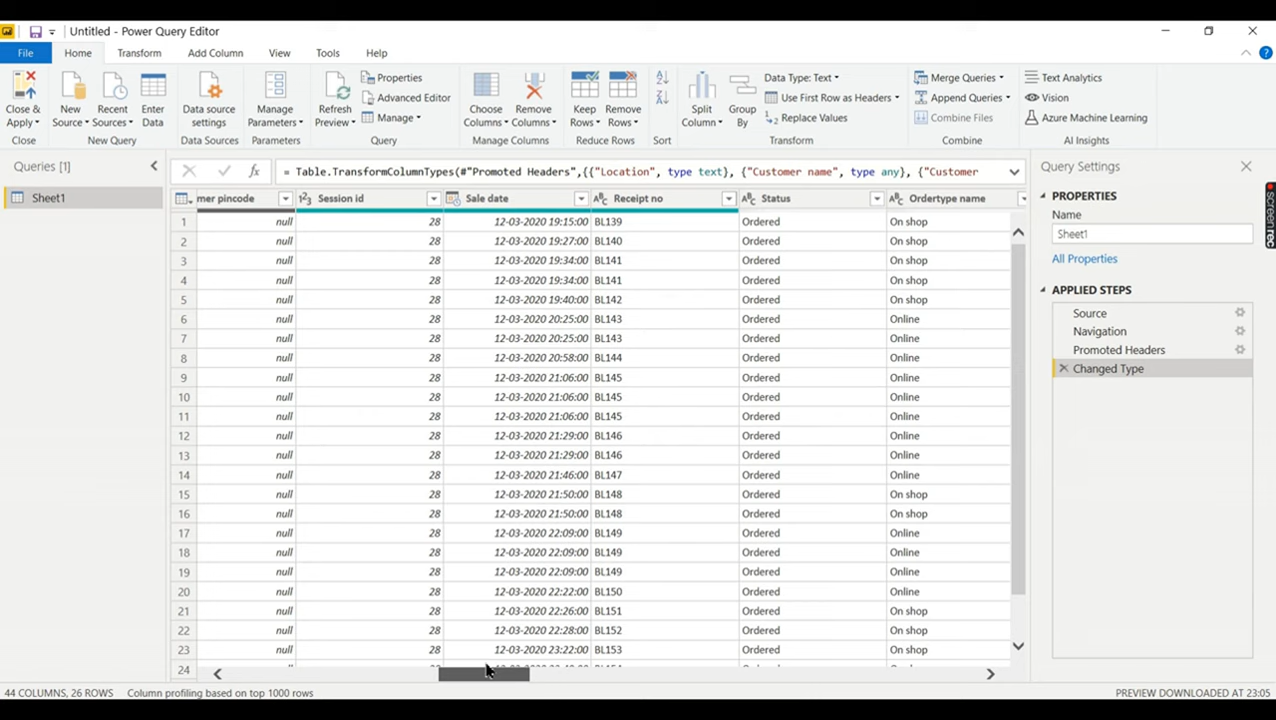 Untitled - Power Query Editor
File Home Transform Add Column View Tools Help
Close & Apply
New Source
Recent Sources
Enter Data
Data source settings
Manage Parameters
Refresh Preview
Properties
Advanced Editor
Manage
Choose Columns
Remove Columns
Keep Rows
Remove Rows
Split Column
Group By
Data Type: Text
Use First Row as Headers
Replace Values
Merge Queries
Append Queries
Combine Files
Text Analytics
Vision
Azure Machine Learning
Close New Query Data Sources Parameters Query Manage Columns Reduce Rows Sort Transform Combine AI Insights
Queries [1]
Sheet1
= Table.TransformColumnTypes(#"Promoted Headers",{{"Location", type text}, {"Customer name", type any}, {"Customer
mer pincode 123 Session id Sale date ABC Receipt no ABC Status ABC Ordertype name
1 null 28 12-03-2020 19:15:00 BL139 Ordered On shop
2 null 28 12-03-2020 19:27:00 BL140 Ordered On shop
3 null 28 12-03-2020 19:34:00 BL141 Ordered On shop
4 null 28 12-03-2020 19:34:00 BL141 Ordered On shop
5 null 28 12-03-2020 19:40:00 BL142 Ordered On shop
6 null 28 12-03-2020 20:25:00 BL143 Ordered Online
7 null 28 12-03-2020 20:25:00 BL143 Ordered Online
8 null 28 12-03-2020 20:58:00 BL144 Ordered Online
9 null 28 12-03-2020 21:06:00 BL145 Ordered Online
10 null 28 12-03-2020 21:06:00 BL145 Ordered Online
11 null 28 12-03-2020 21:06:00 BL145 Ordered Online
12 null 28 12-03-2020 21:29:00 BL146 Ordered Online
13 null 28 12-03-2020 21:29:00 BL146 Ordered Online
14 null 28 12-03-2020 21:46:00 BL147 Ordered Online
15 null 28 12-03-2020 21:50:00 BL148 Ordered On shop
16 null 28 12-03-2020 21:50:00 BL148 Ordered On shop
17 null 28 12-03-2020 22:09:00 BL149 Ordered Online
18 null 28 12-03-2020 22:09:00 BL149 Ordered Online
19 null 28 12-03-2020 22:09:00 BL149 Ordered Online
20 null 28 12-03-2020 22:22:00 BL150 Ordered Online
21 null 28 12-03-2020 22:26:00 BL151 Ordered On shop
22 null 28 12-03-2020 22:28:00 BL152 Ordered On shop
23 null 28 12-03-2020 23:22:00 BL153 Ordered On shop
24
Query Settings
PROPERTIES
Name
Sheet1
All Properties
APPLIED STEPS
Source
Navigation
Promoted Headers
Changed Type
screenrec
44 COLUMNS, 26 ROWS Column profiling based on top 1000 rows
PREVIEW DOWNLOADED AT 23:05